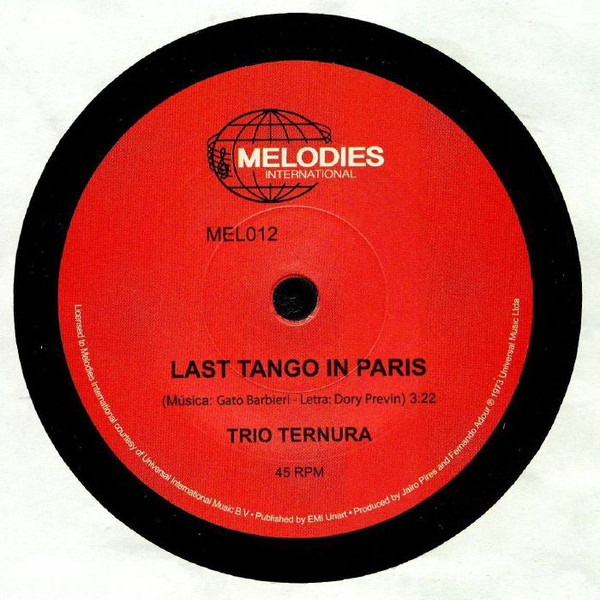 MELODIES
INTERNATIONAL
MEL012
LAST TANGO IN PARIS
(Música: Gato Barbieri - Letra: Dory Previn) 3:22
TRIO TERNURA
45 RPM
Licensed to Melodies International courtesy of Universal International Music B.V • Published by EMI Unart • Produced by Jairo Pires and Fernando Adour ℗ 1973 Universal Music Ltda